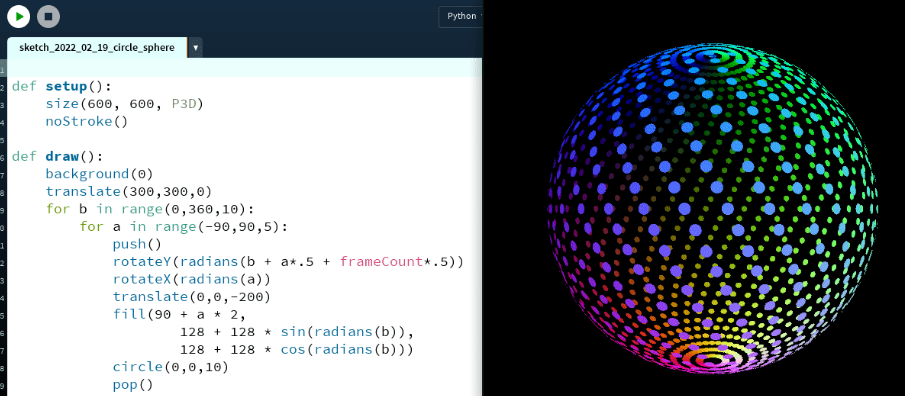 Python
sketch_2022_02_19_circle_sphere
1
2 def setup():
3     size(600, 600, P3D)
4     noStroke()
5
6 def draw():
7     background(0)
8     translate(300,300,0)
9     for b in range(0,360,10):
0         for a in range(-90,90,5):
1             push()
2             rotateY(radians(b + a*.5 + frameCount*.5))
3             rotateX(radians(a))
4             translate(0,0,-200)
5             fill(90 + a * 2,
6                     128 + 128 * sin(radians(b)),
7                     128 + 128 * cos(radians(b)))
8             circle(0,0,10)
9             pop()